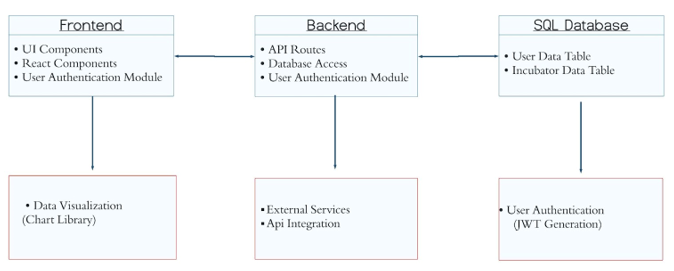 Frontend
• UI Components
• React Components
• User Authentication Module
Backend
• API Routes
• Database Access
• User Authentication Module
SQL Database
• User Data Table
• Incubator Data Table
• Data Visualization
(Chart Library)
▪External Services
▪Api Integration
• User Authentication
(JWT Generation)